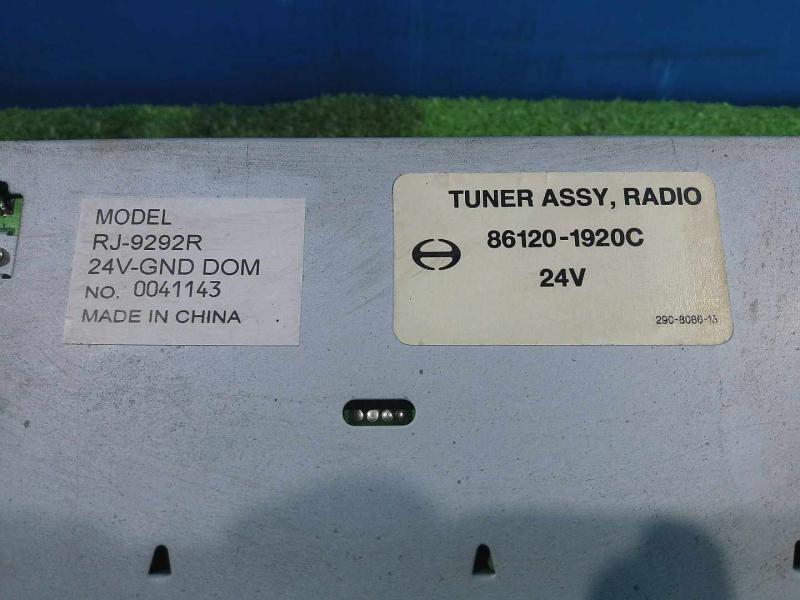 MODEL
RJ-9292R
24V-GND DOM
NO. 0041143
MADE IN CHINA
TUNER ASSY, RADIO
86120-1920C
24V
290-8086-15